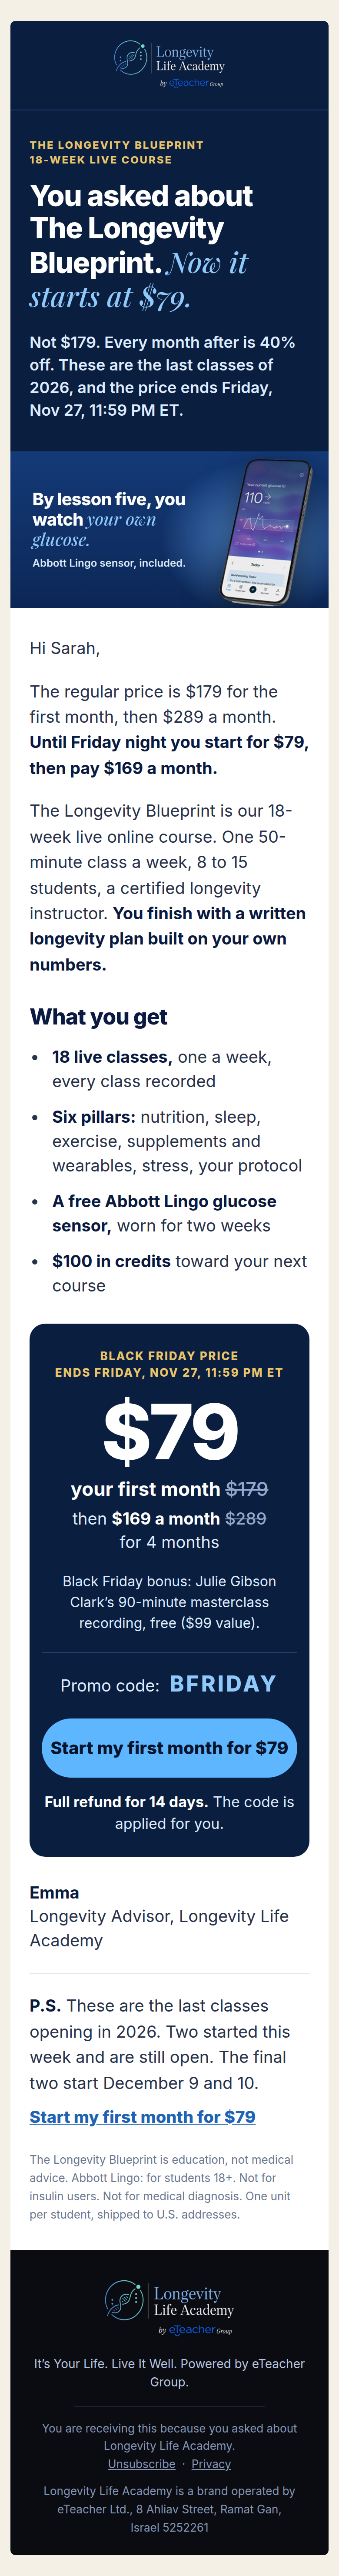 Longevity
Life Academy
by eTeacher Group
THE LONGEVITY BLUEPRINT
18-WEEK LIVE COURSE
You asked about
The Longevity
Blueprint. Now it
starts at $79.
Not $179. Every month after is 40%
off. These are the last classes of
2026, and the price ends Friday,
Nov 27, 11:59 PM ET.
By lesson five, you
watch your own
glucose.
Abbott Lingo sensor, included.
110
Today
Hi Sarah,
The regular price is $179 for the
first month, then $289 a month.
Until Friday night you start for $79,
then pay $169 a month.
The Longevity Blueprint is our 18-
week live online course. One 50-
minute class a week, 8 to 15
students, a certified longevity
instructor. You finish with a written
longevity plan built on your own
numbers.
What you get
• 18 live classes, one a week,
every class recorded
• Six pillars: nutrition, sleep,
exercise, supplements and
wearables, stress, your protocol
• A free Abbott Lingo glucose
sensor, worn for two weeks
• $100 in credits toward your next
course
BLACK FRIDAY PRICE
ENDS FRIDAY, NOV 27, 11:59 PM ET
$79
your first month $179
then $169 a month $289
for 4 months
Black Friday bonus: Julie Gibson
Clark's 90-minute masterclass
recording, free ($99 value).
Promo code: BFRIDAY
Start my first month for $79
Full refund for 14 days. The code is
applied for you.
Emma
Longevity Advisor, Longevity Life
Academy
P.S. These are the last classes
opening in 2026. Two started this
week and are still open. The final
two start December 9 and 10.
Start my first month for $79
The Longevity Blueprint is education, not medical
advice. Abbott Lingo: for students 18+. Not for
insulin users. Not for medical diagnosis. One unit
per student, shipped to U.S. addresses.
Longevity
Life Academy
by eTeacher Group
It's Your Life. Live It Well. Powered by eTeacher
Group.
You are receiving this because you asked about
Longevity Life Academy.
Unsubscribe · Privacy
Longevity Life Academy is a brand operated by
eTeacher Ltd., 8 Ahliav Street, Ramat Gan,
Israel 5252261